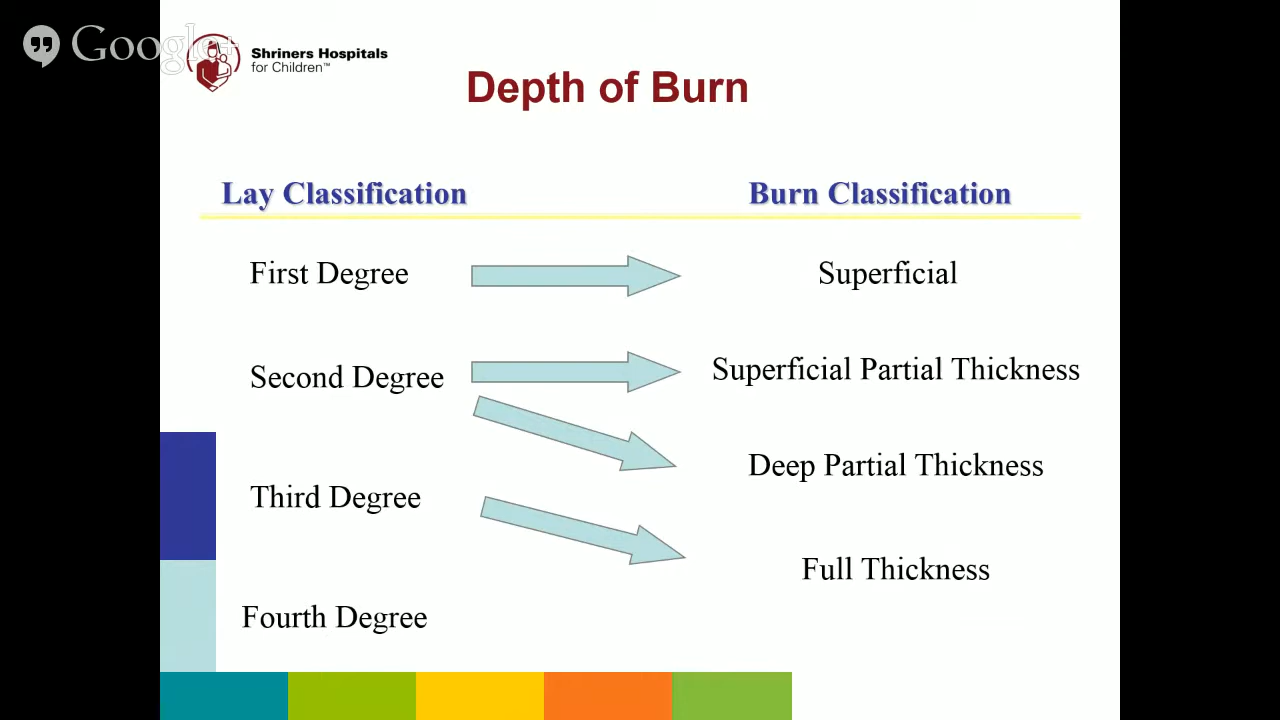 Google+
Shriners Hospitals
for Children™
Depth of Burn
Lay Classification
Burn Classification
First Degree
Superficial
Second Degree
Superficial Partial Thickness
Deep Partial Thickness
Third Degree
Full Thickness
Fourth Degree